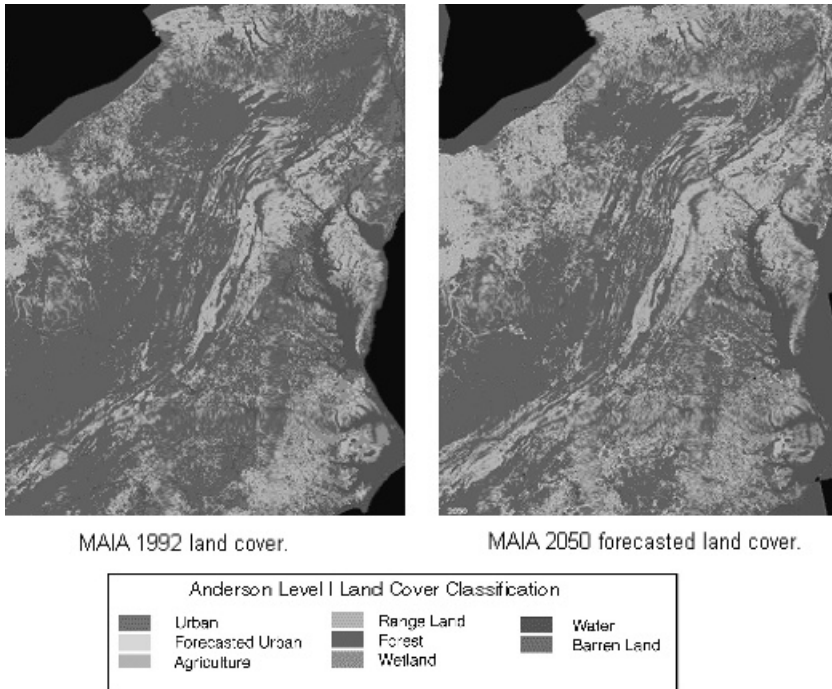 2050
MAIA 1992 land cover.
MAIA 2050 forecasted land cover.
Anderson Level I Land Cover Classification
Urban
Forecasted Urban
Agriculture
Range Land
Forest
Wetland
Water
Barren Land